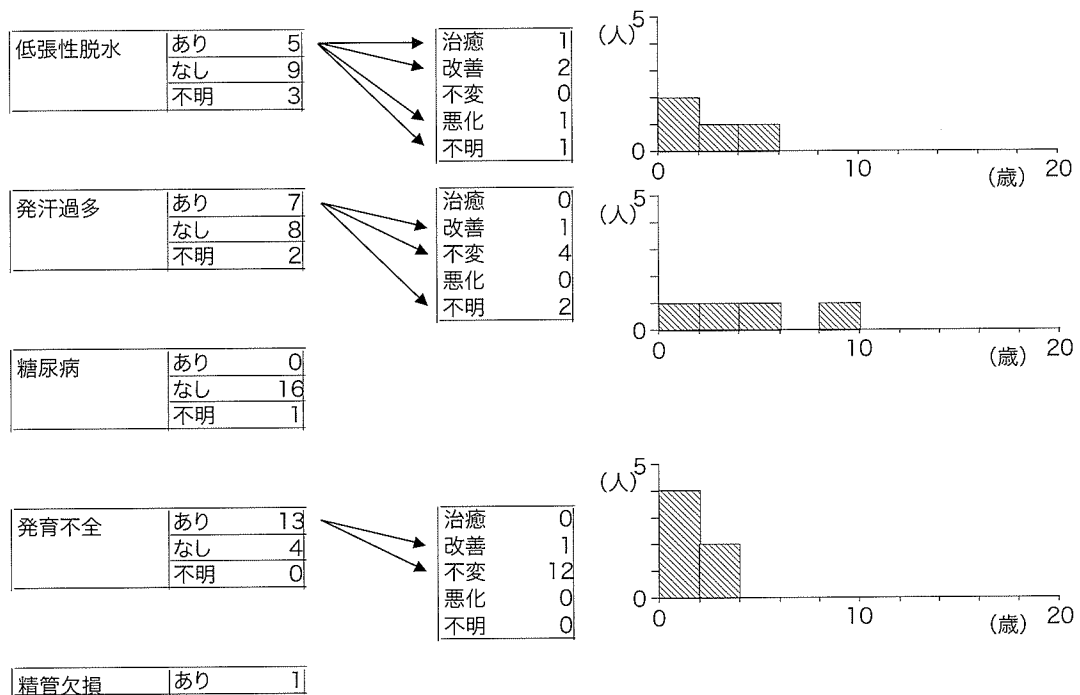 低張性脱水 あり 5
なし 9
不明 3
治癒 1
改善 2
不変 0
悪化 1
不明 1
(人) 5
0
0 10 20
(歳)
発汗過多 あり 7
なし 8
不明 2
治癒 0
改善 1
不変 4
悪化 0
不明 2
(人) 5
0
0 10 20
(歳)
糖尿病 あり 0
なし 16
不明 1
発育不全 あり 13
なし 4
不明 0
治癒 0
改善 1
不変 12
悪化 0
不明 0
(人) 5
0
0 10 20
(歳)
精管欠損 あり 1